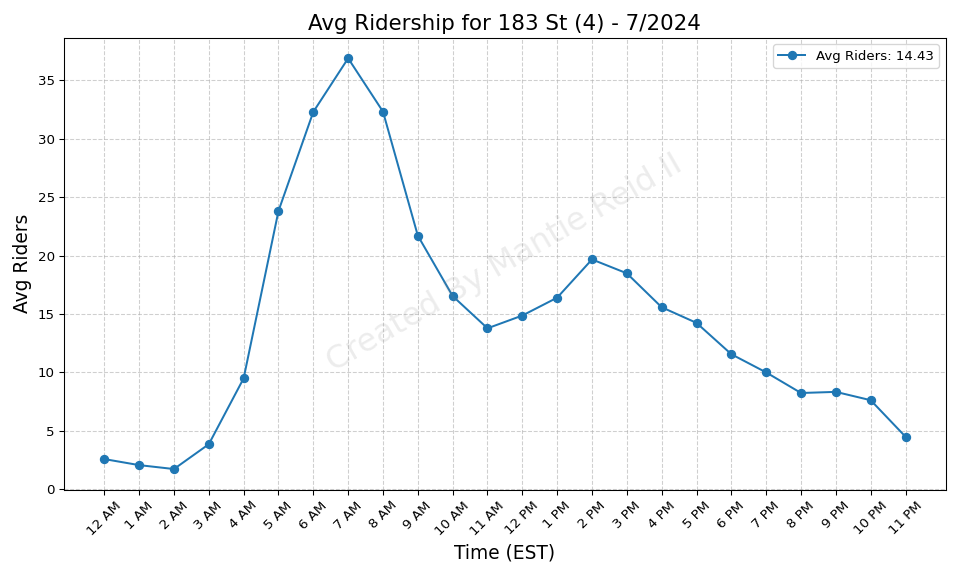 Avg Ridership for 183 St (4) - 7/2024
Avg Riders: 14.43
Avg Riders
35
30
25
20
15
10
5
0
12 AM
1 AM
2 AM
3 AM
4 AM
5 AM
6 AM
7 AM
8 AM
9 AM
10 AM
11 AM
12 PM
1 PM
2 PM
3 PM
4 PM
5 PM
6 PM
7 PM
8 PM
9 PM
10 PM
11 PM
Time (EST)
Created By Mantie Reid II